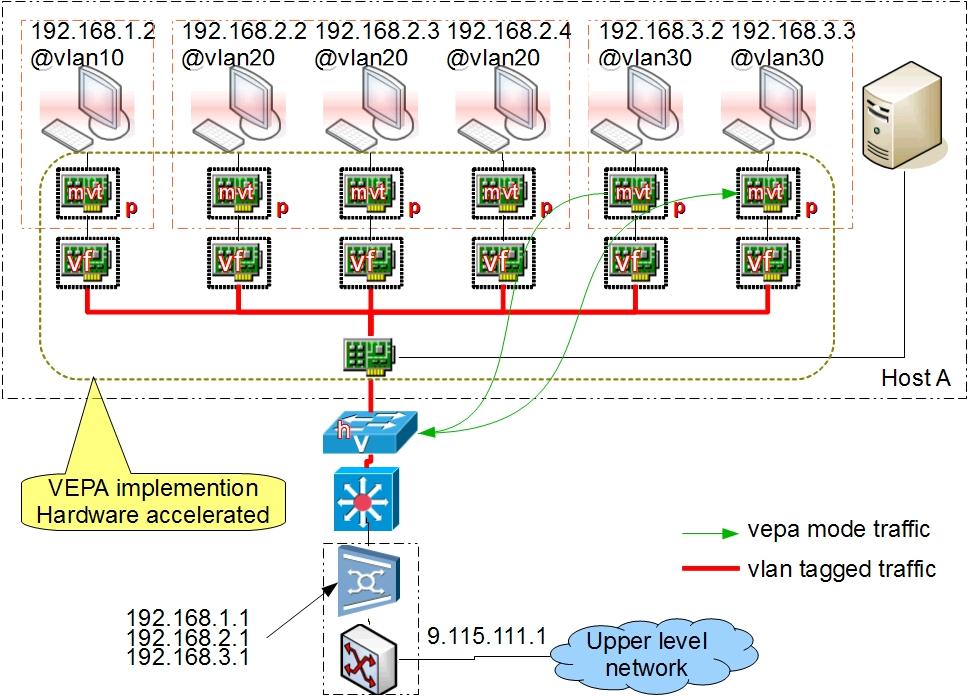 192.168.1.2
@vlan10
192.168.2.2
@vlan20
192.168.2.3
@vlan20
192.168.2.4
@vlan20
192.168.3.2
@vlan30
192.168.3.3
@vlan30
mvt
p
mvt
p
mvt
p
mvt
p
mvt
p
mvt
p
vf
vf
vf
vf
vf
vf
Host A
h
V
VEPA implemention
Hardware accelerated
vepa mode traffic
vlan tagged traffic
192.168.1.1
192.168.2.1
192.168.3.1
9.115.111.1
Upper level
network